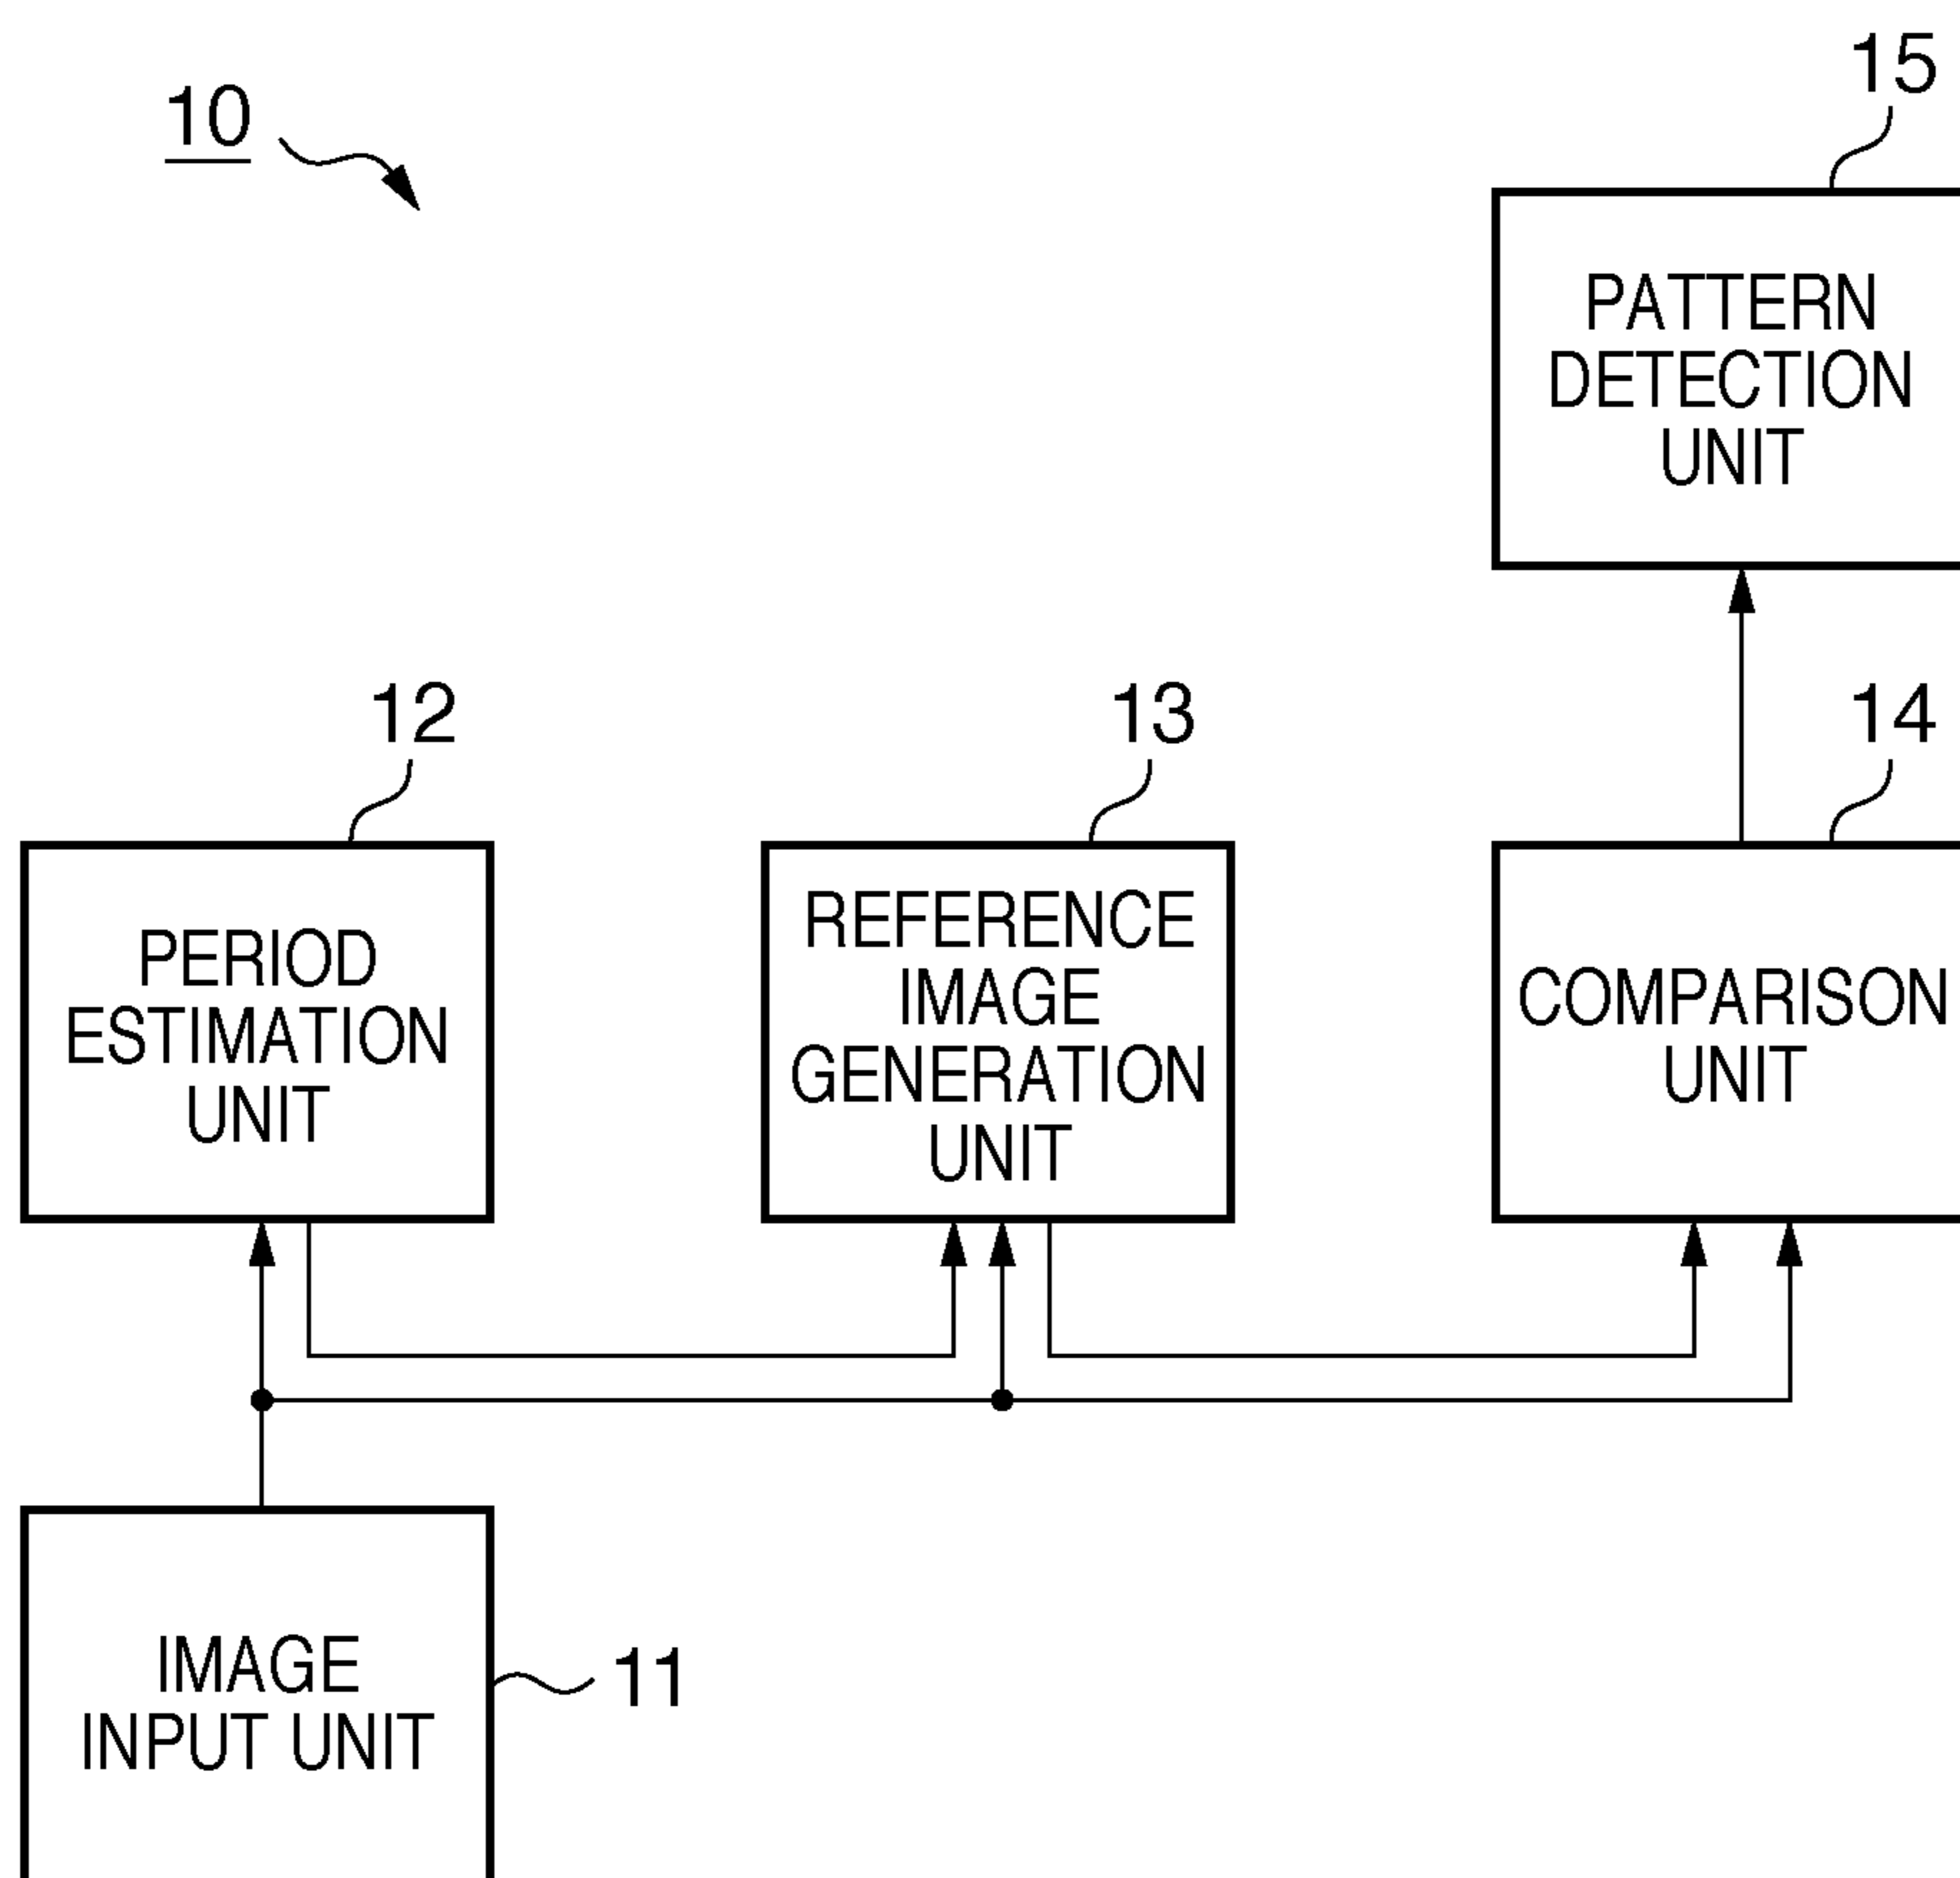 10
15
PATTERN
DETECTION
UNIT
12
13
14
PERIOD
ESTIMATION
UNIT
REFERENCE
IMAGE
GENERATION
UNIT
COMPARISON
UNIT
IMAGE
INPUT UNIT
11